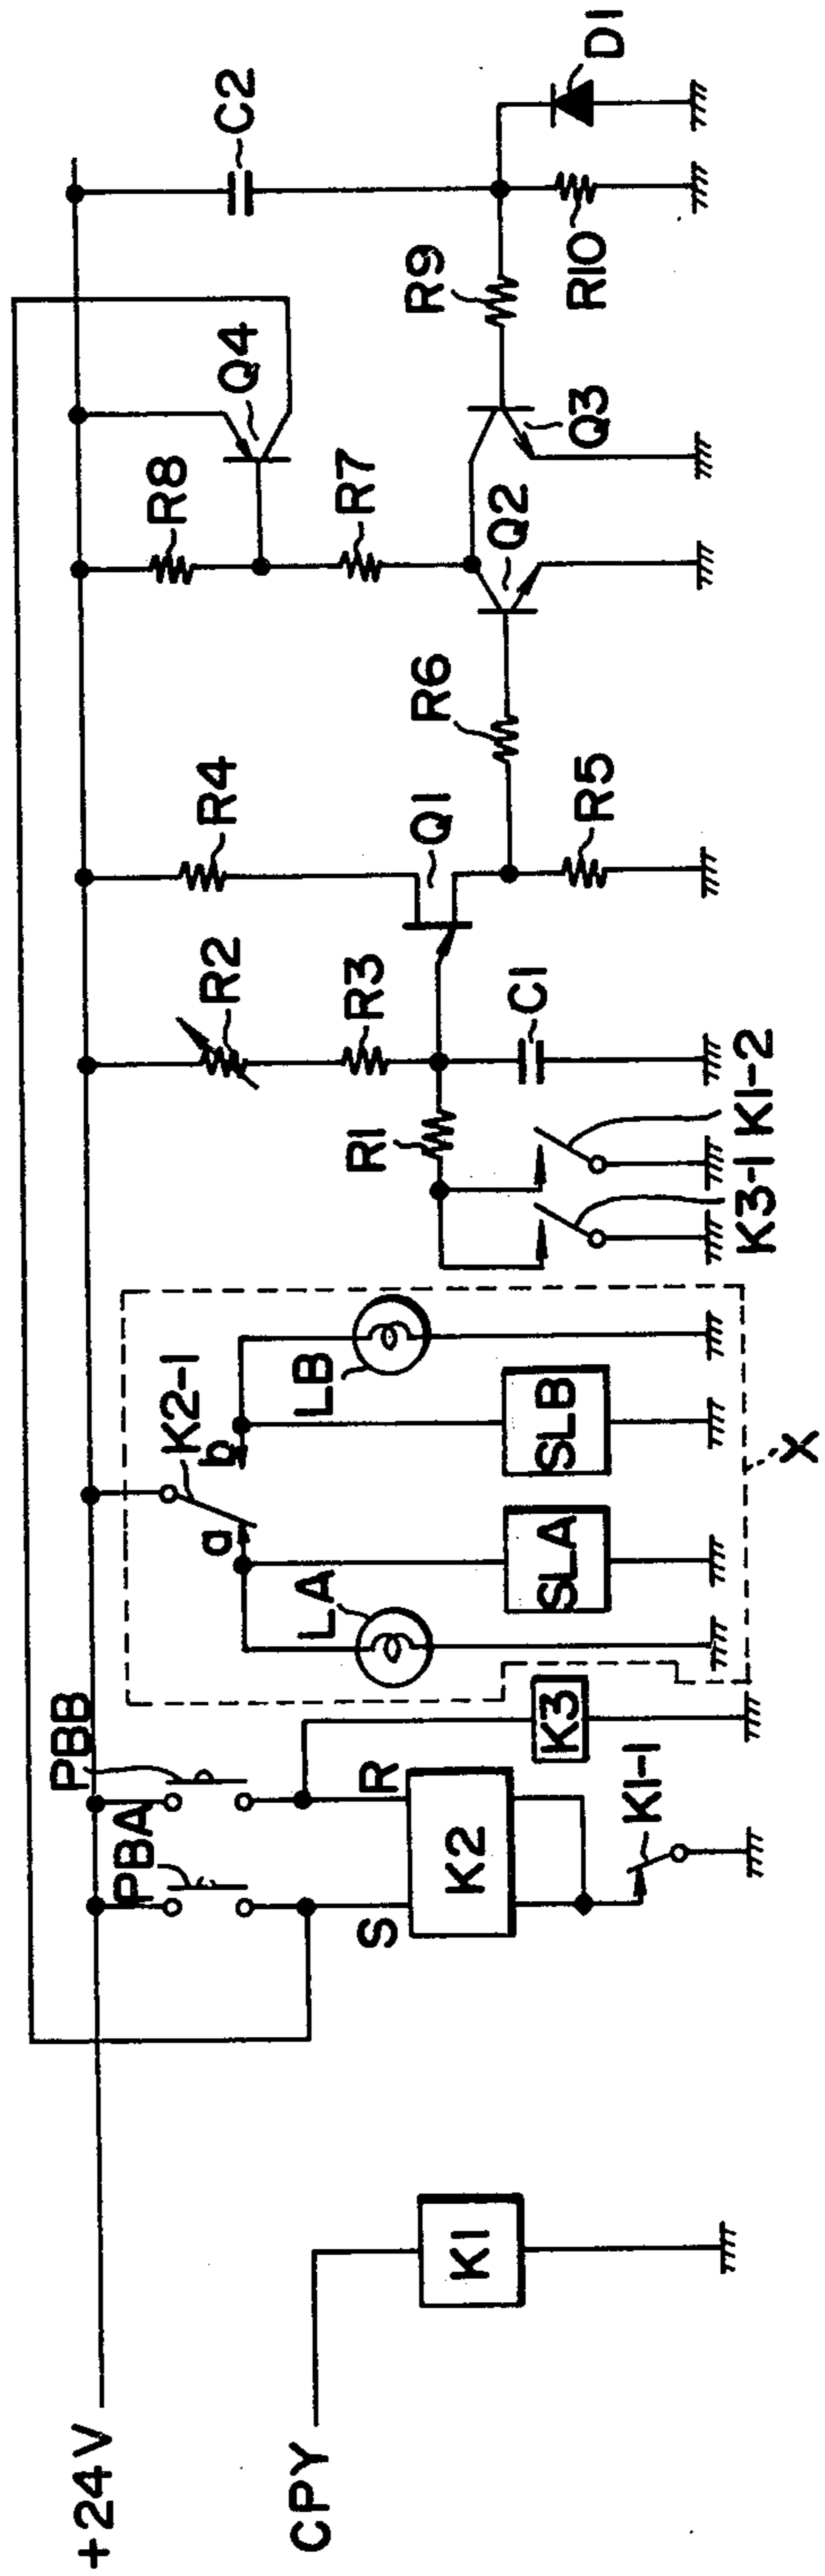 +24V
CPY
K1
PBA
PBB
S
R
K2
K1-1
K3
LA
a
b
K2-1
LB
SLA
SLB
X
R1
K3-1
K1-2
R2
R3
C1
R4
Q1
R5
R6
R8
R7
Q2
Q4
Q3
R9
C2
R10
D1